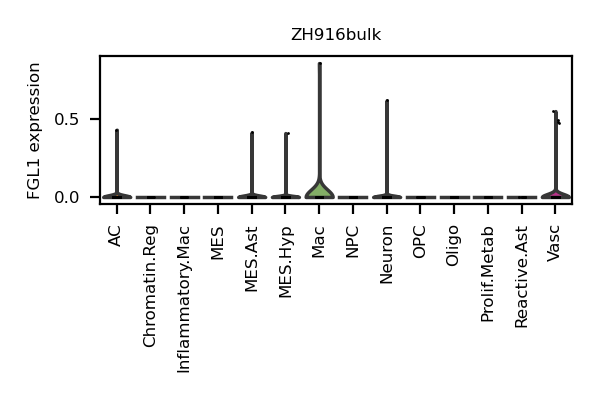 ZH916bulk
FGL1 expression
0.5
0.0
AC
Chromatin.Reg
Inflammatory.Mac
MES
MES.Ast
MES.Hyp
Mac
NPC
Neuron
OPC
Oligo
Prolif.Metab
Reactive.Ast
Vasc